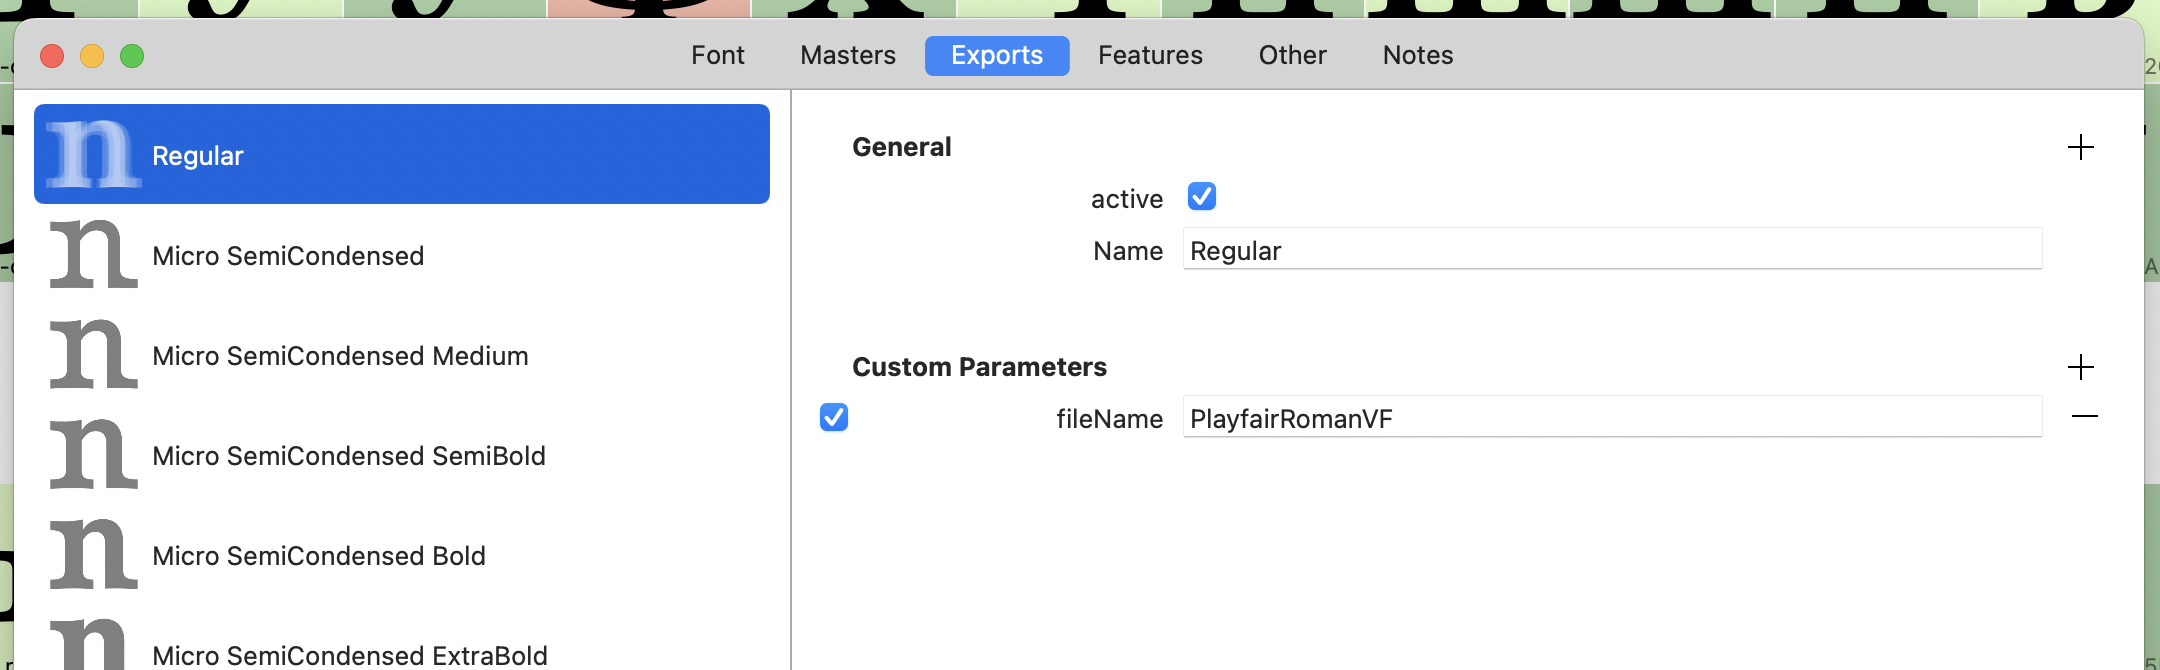 Font Masters Exports Features Other Notes
Regular
Micro SemiCondensed
Micro SemiCondensed Medium
Micro SemiCondensed SemiBold
Micro SemiCondensed Bold
Micro SemiCondensed ExtraBold
General
active
Name Regular
Custom Parameters
fileName PlayfairRomanVF